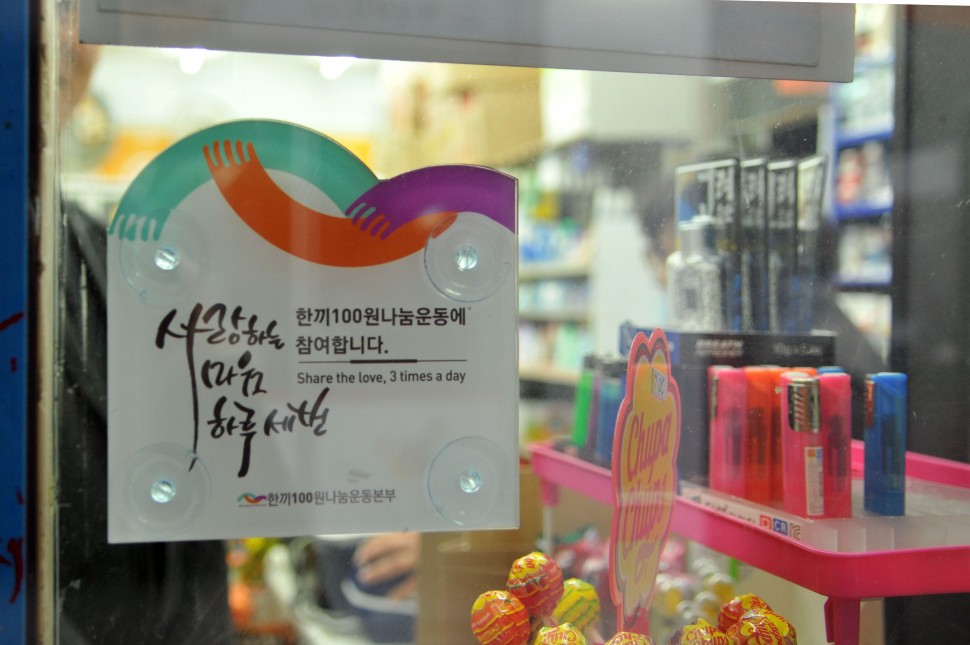 사랑하는
마음
하루 세번
한끼100원나눔운동에
참여합니다.
Share the love, 3 times a day
한끼100원나눔운동본부
Chupa
Chups